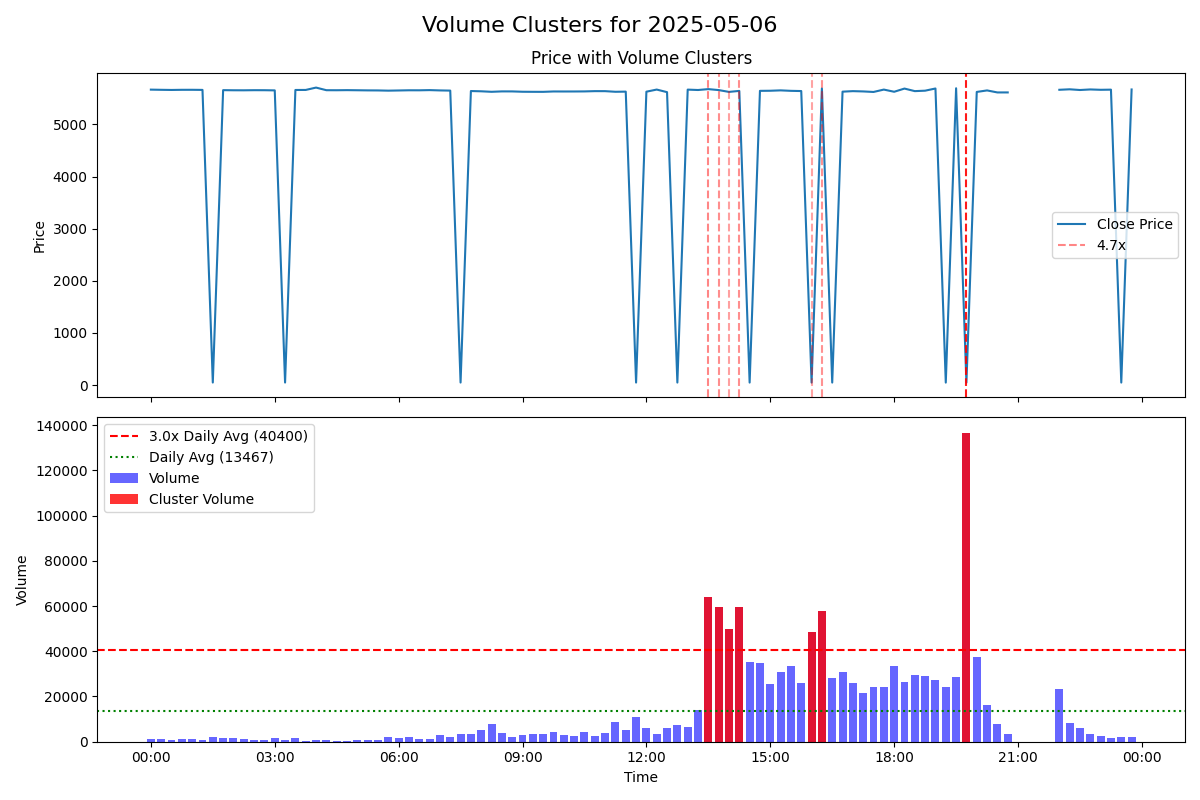 Volume Clusters for 2025-05-06
Price with Volume Clusters
Price
5000
4000
3000
2000
1000
0
Close Price
4.7x
Volume
140000
120000
100000
80000
60000
40000
20000
0
3.0x Daily Avg (40400)
Daily Avg (13467)
Volume
Cluster Volume
00:00
03:00
06:00
09:00
12:00
15:00
18:00
21:00
00:00
Time